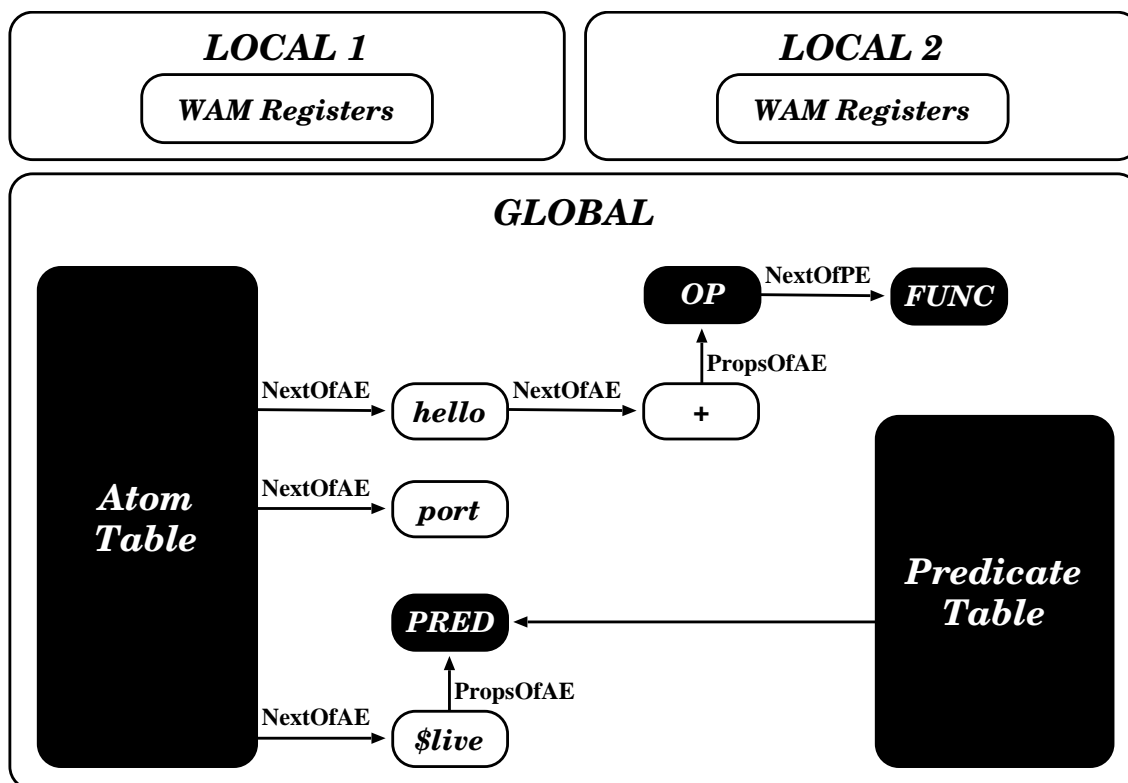 LOCAL 1
WAM Registers
LOCAL 2
WAM Registers
GLOBAL
OP
NextOfPE
FUNC
PropsOfAE
NextOfAE
hello
NextOfAE
+
Atom
Table
NextOfAE
port
Predicate
Table
PRED
PropsOfAE
NextOfAE
$live